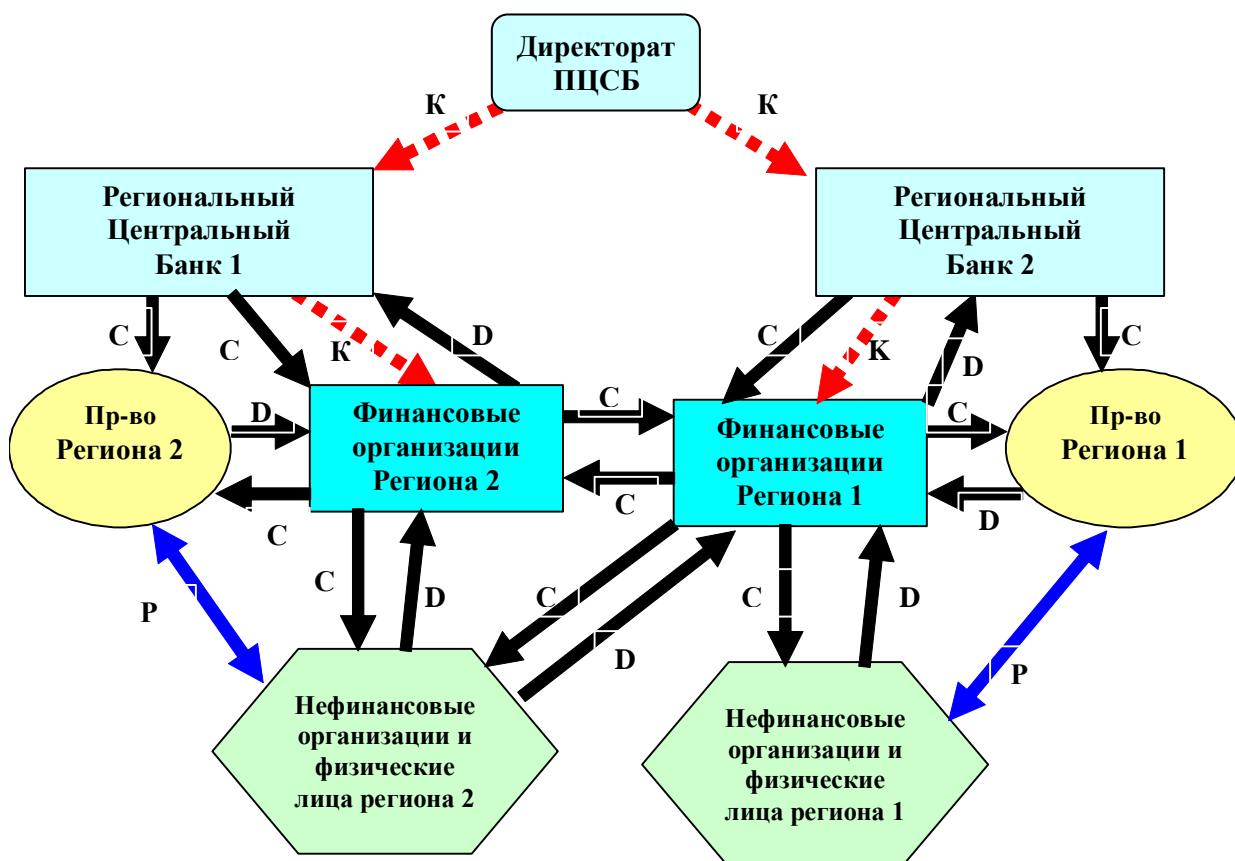 Директорат
ПЦСБ
К
К
Региональный
Центральный
Банк 1
Региональный
Центральный
Банк 2
C
C
К
D
C
K
D
C
Пр-во
Региона 2
D
C
Финансовые
организации
Региона 2
C
C
Финансовые
организации
Региона 1
C
D
Пр-во
Региона 1
P
C
D
C
D
C
D
P
Нефинансовые
организации и
физические
лица региона 2
Нефинансовые
организации и
физические
лица региона 1